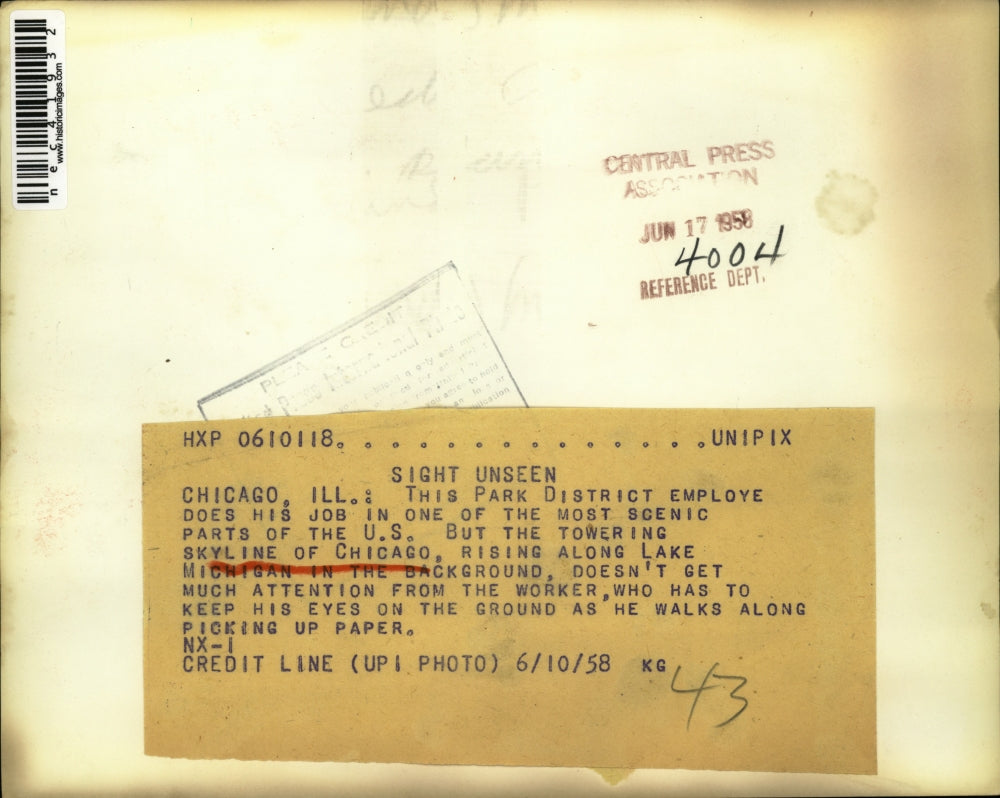 nec41932
www.historicimages.com
CENTRAL PRESS
ASSOCIATION
JUN 17 1958
4004
REFERENCE DEPT.
HXP 0610118. . . . . . . . . . . . . . . . .UNIPIX
SIGHT UNSEEN
CHICAGO, ILL.: THIS PARK DISTRICT EMPLOYE
DOES HIS JOB IN ONE OF THE MOST SCENIC
PARTS OF THE U.S. BUT THE TOWERING
SKYLINE OF CHICAGO, RISING ALONG LAKE
MICHIGAN IN THE BACKGROUND, DOESN'T GET
MUCH ATTENTION FROM THE WORKER,WHO HAS TO
KEEP HIS EYES ON THE GROUND AS HE WALKS ALONG
PICKING UP PAPER.
NX-1
CREDIT LINE (UPI PHOTO) 6/10/58 KG
43